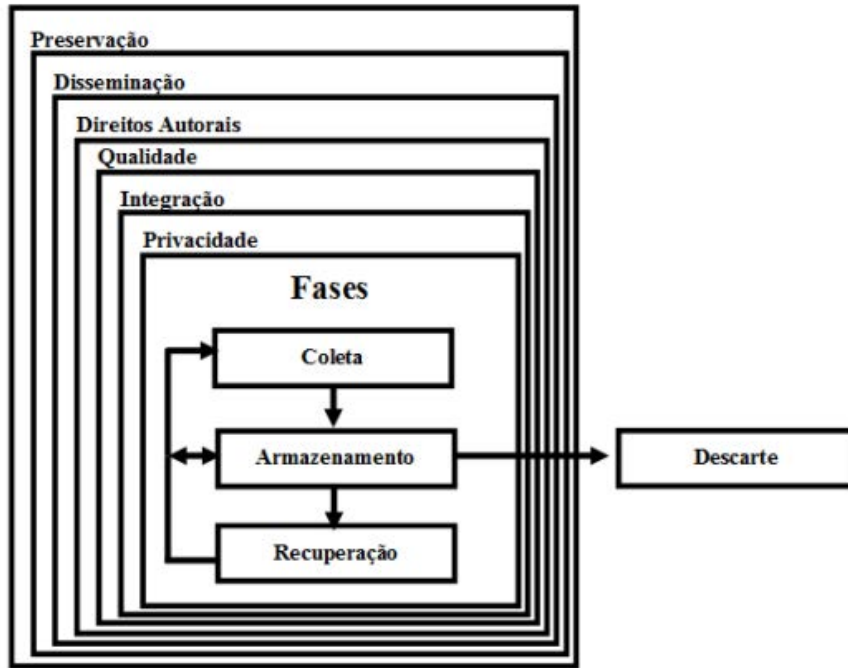 Preservação
Disseminação
Direitos Autorais
Qualidade
Integração
Privacidade
Fases
Coleta
Armazenamento
Descarte
Recuperação